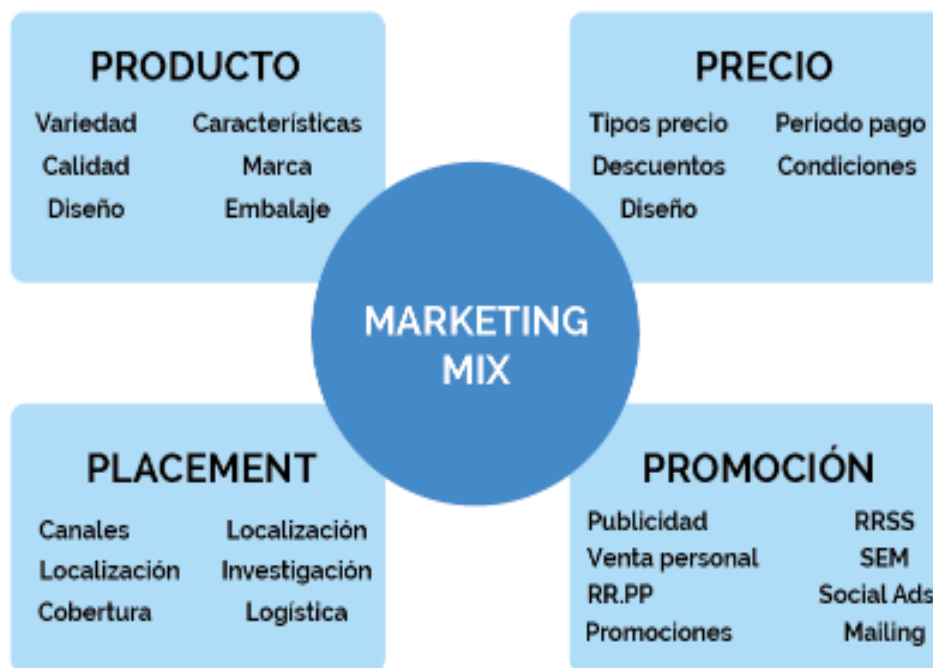 PRODUCTO
Variedad Características
Calidad Marca
Diseño Embalaje
PRECIO
Tipos precio Periodo pago
Descuentos Condiciones
Diseño
MARKETING
MIX
PLACEMENT
Canales Localización
Localización Investigación
Cobertura Logística
PROMOCIÓN
Publicidad RRSS
Venta personal SEM
RR.PP Social Ads
Promociones Mailing